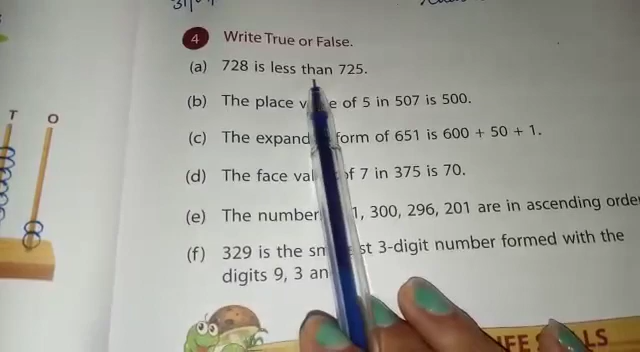 31/
T O
4 Write True or False.
(a) 728 is less than 725.
(b) The place of 5 in 507 is 500.
(c) The expand form of 651 is 600 + 50 + 1.
(d) The face of 7 in 375 is 70.
(e) The number 1, 300, 296, 201 are in ascending orde
(f) 329 is the 3-digit number formed with the
digits 9, 3 an